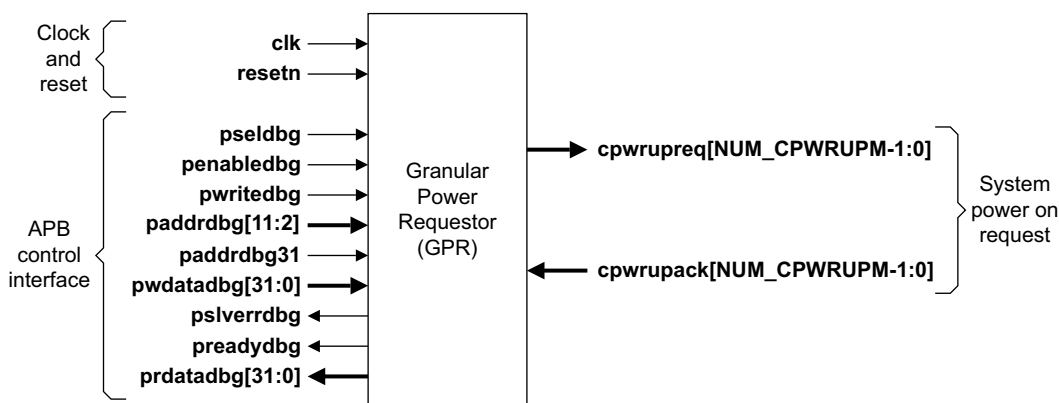 Clock
and
reset
clk
resetn
APB
control
interface
pseldbg
penabledbg
pwritedbg
paddrdbg[11:2]
paddrdbg31
pwdatadbg[31:0]
pslverrdbg
preadydbg
prdatadbg[31:0]
Granular
Power
Requestor
(GPR)
cpwrupreq[NUM_CPWRUPM-1:0]
cpwrupack[NUM_CPWRUPM-1:0]
System
power on
request